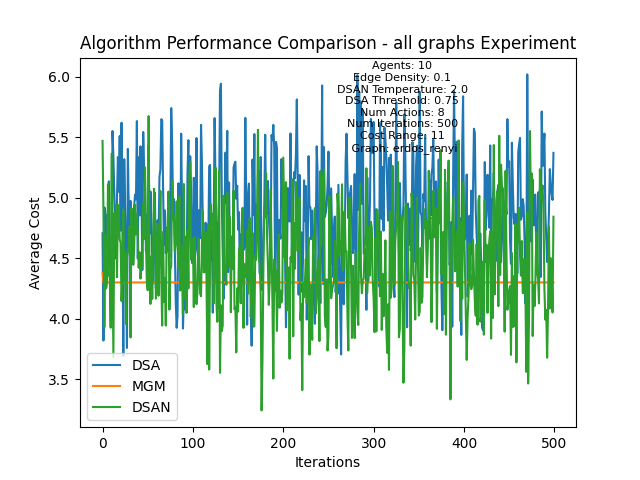 Algorithm Performance Comparison - all graphs Experiment
Agents: 10
Edge Density: 0.1
DSAN Temperature: 2.0
DSA Threshold: 0.75
Num Actions: 8
Num Iterations: 500
Cost Range: 11
Graph: erdos_renyi
Average Cost
6.0
5.5
5.0
4.5
4.0
3.5
DSA
MGM
DSAN
0
100
200
300
400
500
Iterations